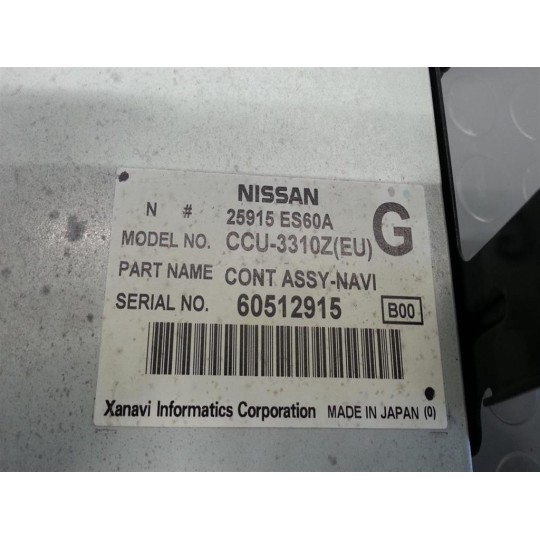 NISSAN
N # 25915 ES60A G
MODEL NO. CCU-3310Z(EU)
PART NAME CONT ASSY-NAVI
SERIAL NO. 60512915 B00
Xanavi Informatics Corporation MADE IN JAPAN (0)